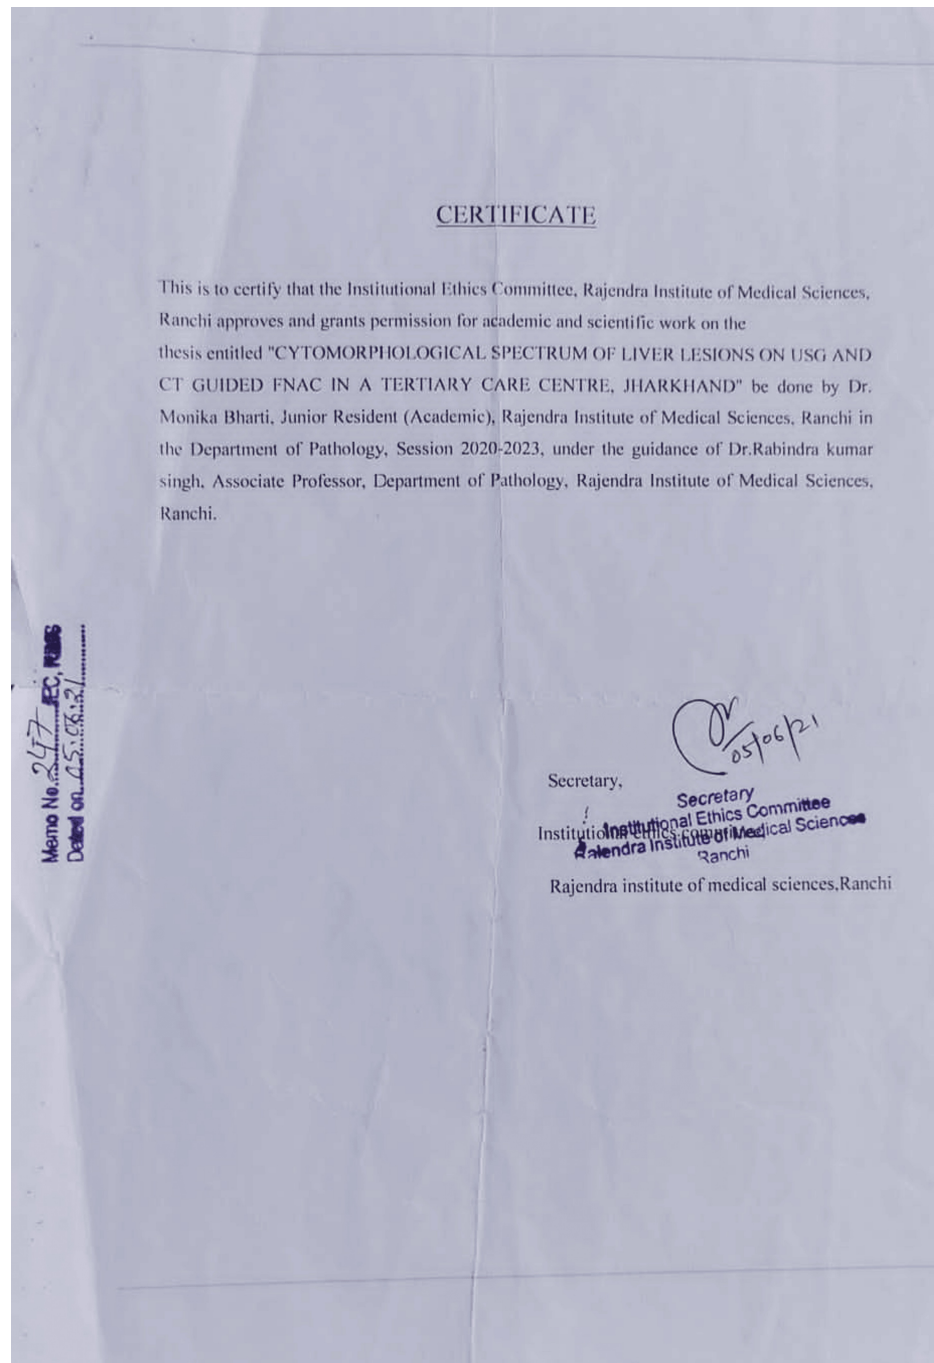 CERTIFICATE
This is to certify that the Institutional Ethics Committee, Rajendra Institute of Medical Sciences,
Ranchi approves and grants permission for academic and scientific work on the
thesis entitled "CYTOMORPHOLOGICAL SPECTRUM OF LIVER LESIONS ON USG AND
CT GUIDED FNAC IN A TERTIARY CARE CENTRE, JHARKHAND" be done by Dr.
Monika Bharti, Junior Resident (Academic), Rajendra Institute of Medical Sciences, Ranchi in
the Department of Pathology, Session 2020-2023, under the guidance of Dr.Rabindra kumar
singh, Associate Professor, Department of Pathology, Rajendra Institute of Medical Sciences,
Ranchi.
Memo No. 247 IEC, RIMS
Dated on 05.06.21
05/06/21
Secretary,
Secretary
Institutional Ethics Committee
Institutional ethics committee
Rajendra Institute of Medical Sciences
Ranchi
Rajendra institute of medical sciences,Ranchi